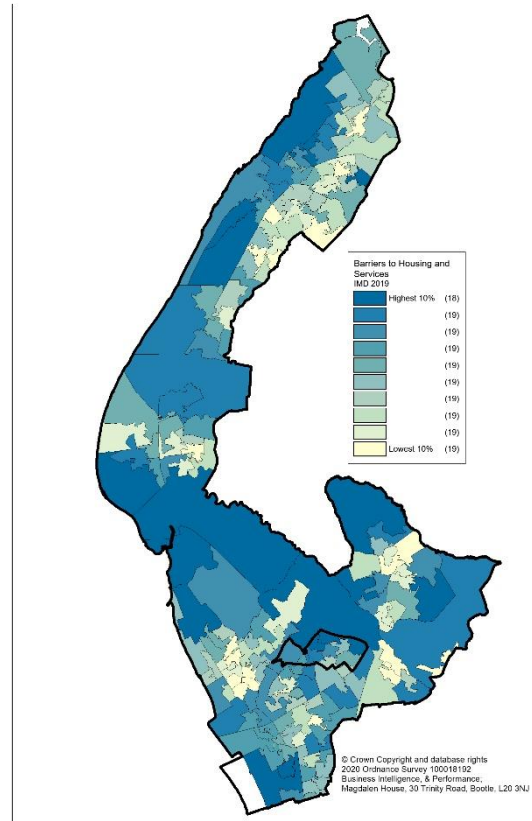 Barriers to Housing and
Services
IMD 2019
Highest 10% (18)
(19)
(19)
(19)
(19)
(19)
(19)
(19)
(19)
Lowest 10% (19)
© Crown Copyright and database rights
2020 Ordnance Survey 100018192
Business Intelligence, & Performance,
Magdalen House, 30 Trinity Road, Bootle, L20 3NJ